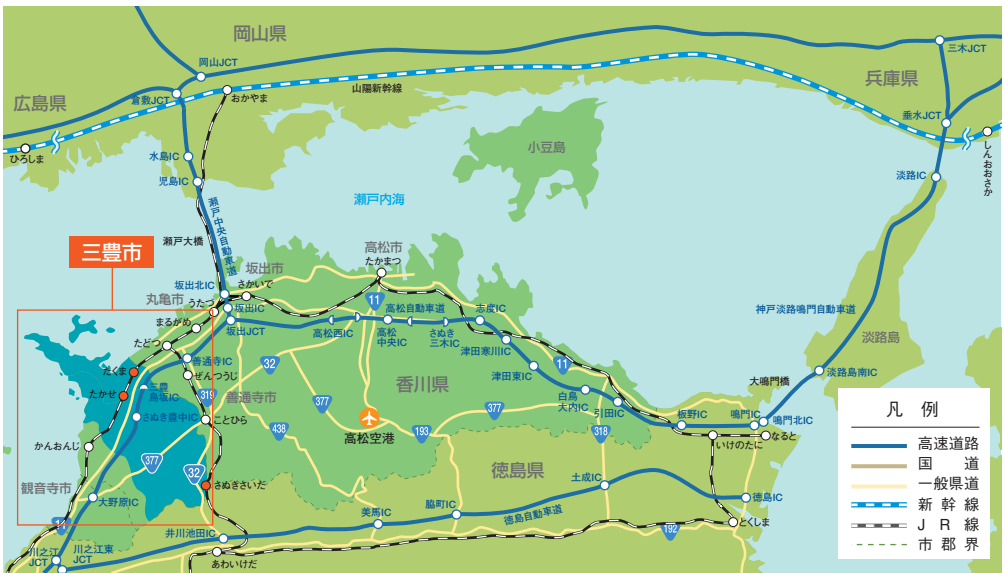 岡山県
岡山JCT
三木JCT
兵庫県
広島県
倉敷JCT
おかやま
山陽新幹線
垂水JCT
ひろしま
水島IC
小豆島
しんおおさか
児島IC
淡路IC
瀬戸内海
瀬戸中央自動車道
瀬戸大橋
三豊市
高松市
たかまつ
坂出市
坂出北IC
さかいで
丸亀市
うたづ
坂出IC
11
高松自動車道
志度IC
神戸淡路鳴門自動車道
まるがめ
坂出JCT
高松西IC
高松
中央IC
さぬき
三木IC
津田寒川IC
淡路島
たどつ
善通寺IC
32
11
たくま
ぜんつうじ
津田東IC
大鳴門橋
淡路島南IC
三豊
鳥坂IC
たかせ
319
善通寺市
香川県
白鳥
大内IC
引田IC
377
377
さぬき豊中IC
ことひら
高松空港
438
193
318
板野IC
鳴門IC
鳴門北IC
かんおんじ
いけのたに
なると
377
32
徳島県
観音寺市
さぬきさいだ
土成IC
大野原IC
徳島IC
脇町IC
美馬IC
徳島自動車道
とくしま
11
井川池田IC
192
川之江
JCT
川之江東
JCT
あわいけだ
凡例
高速道路
国道
一般県道
新幹線
JR線
市郡界